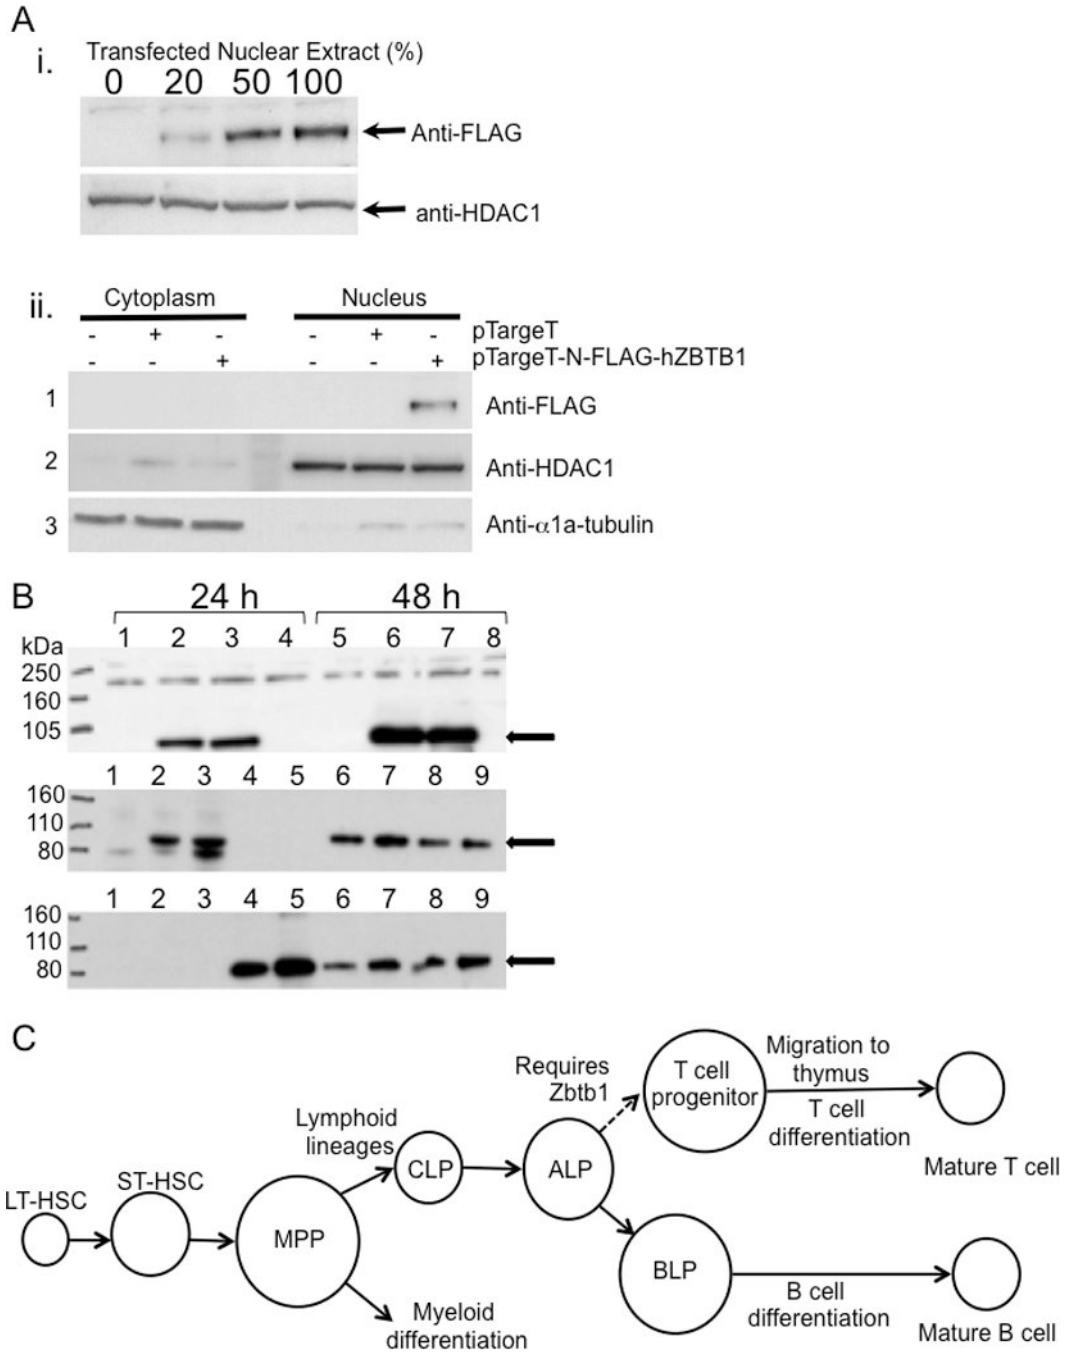 A
i.
Transfected Nuclear Extract (%)
0 20 50 100
Anti-FLAG
anti-HDAC1
ii.
Cytoplasm Nucleus
- + - - + - pTargeT
- - + - - + pTargeT-N-FLAG-hZBTB1
1 Anti-FLAG
2 Anti-HDAC1
3 Anti-α1a-tubulin
B
24 h 48 h
1 2 3 4 5 6 7 8
kDa
250
160
105
1 2 3 4 5 6 7 8 9
160
110
80
1 2 3 4 5 6 7 8 9
160
110
80
C
LT-HSC
ST-HSC
MPP
Lymphoid
lineages
Myeloid
differentiation
CLP
ALP
Requires
Zbtb1
T cell
progenitor
Migration to
thymus
T cell
differentiation
Mature T cell
BLP
B cell
differentiation
Mature B cell